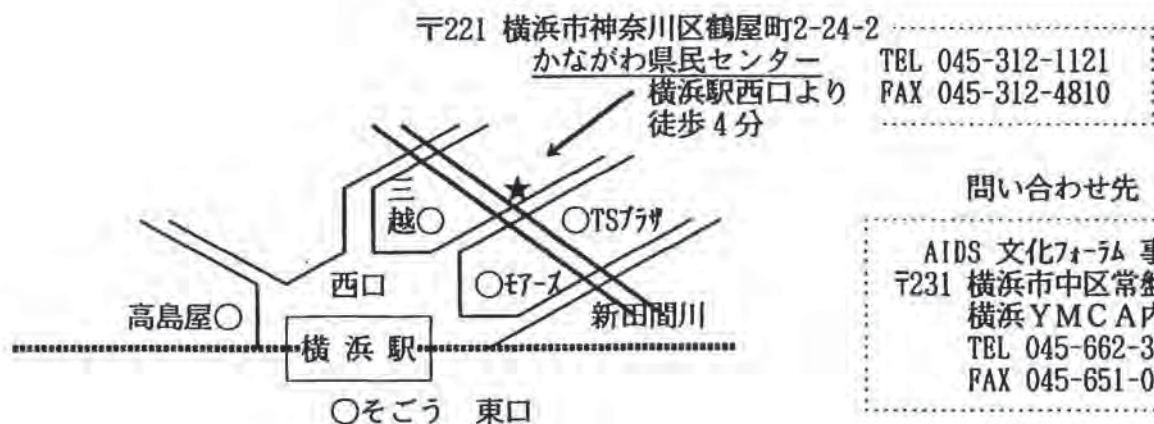 〒221 横浜市神奈川区鶴屋町2-24-2
かながわ県民センター
TEL 045-312-1121
横浜駅西口より
FAX 045-312-4810
徒歩4分
問い合わせ先
三越
TSプラザ
AIDS 文化フォーラム
〒231 横浜市中区常盤
西口
モアーズ
横浜YMCA内
高島屋
新田間川
TEL 045-662-3
横浜駅
FAX 045-651-0
そごう 東口